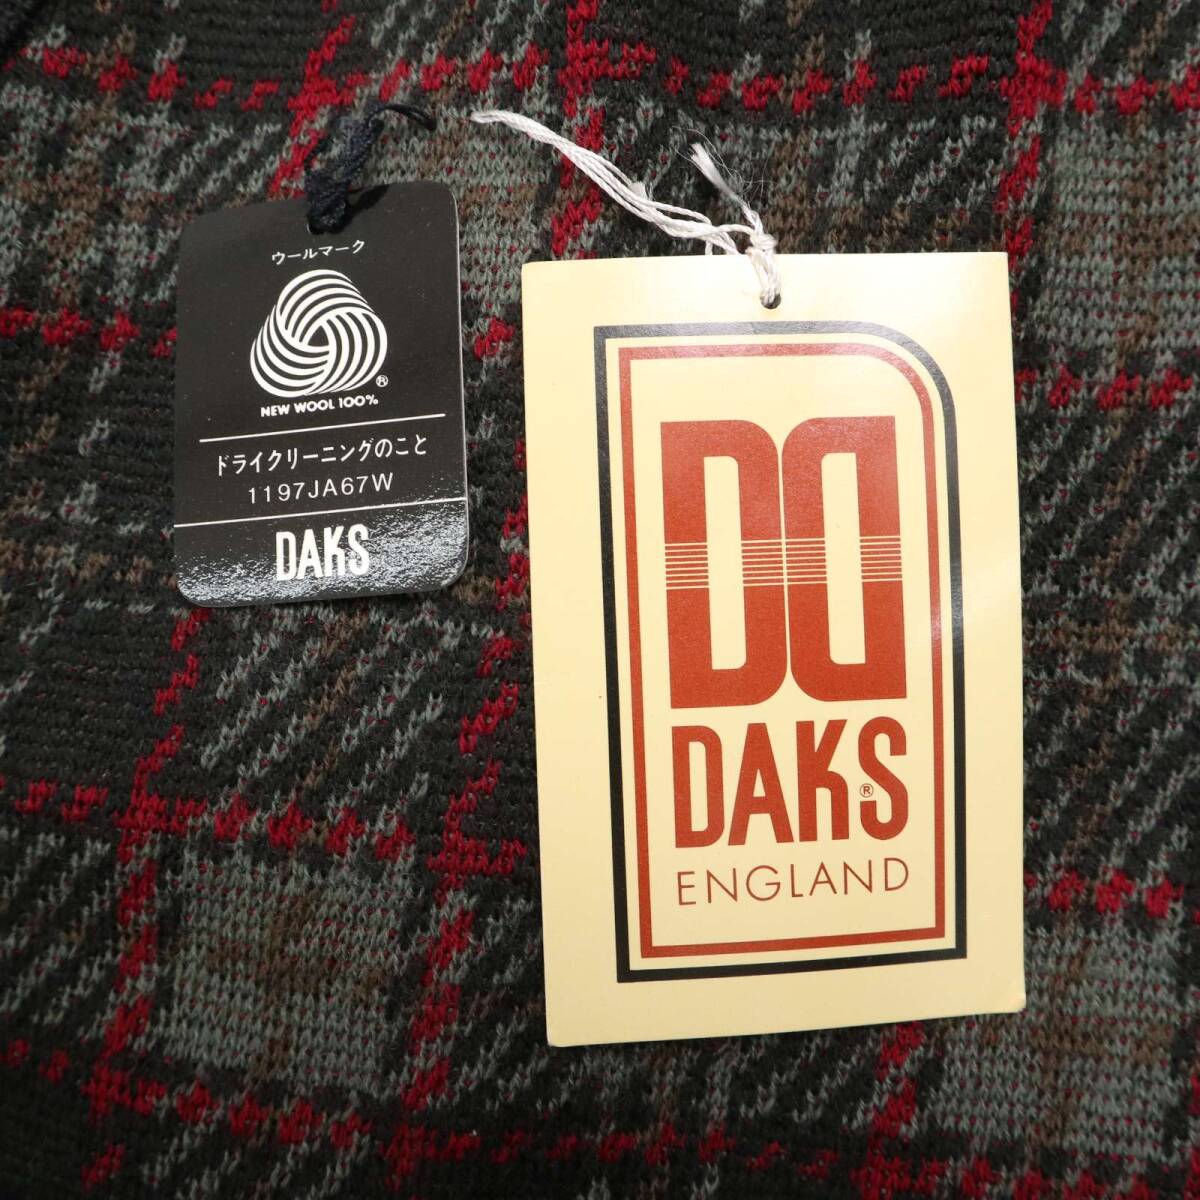 ウールマーク
®
NEW WOOL 100%
ドライクリーニングのこと
1197JA67W
DAKS
DD
DAKS®
ENGLAND